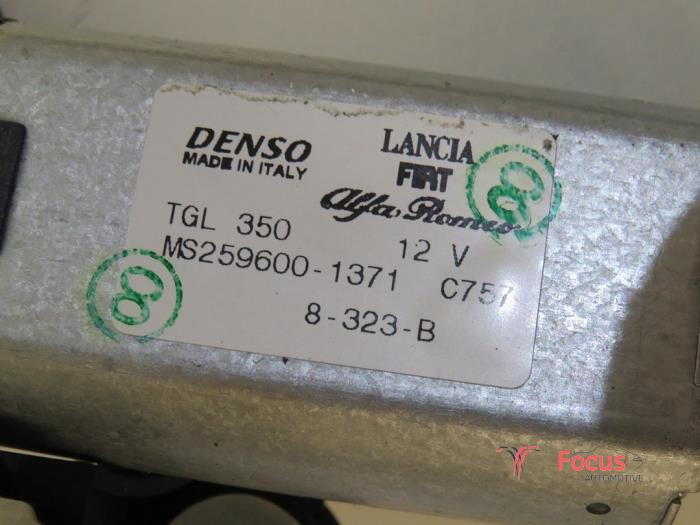 DENSO
MADE IN ITALY
LANCIA
FIAT
Alfa Romeo
TGL 350
12 V
MS259600-1371
C757
8-323-B
8
8
Focus
AUTOMOTIVE